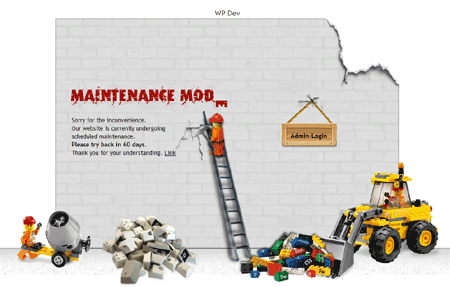 WP Dev
MAINTENANCE MOD_
Sorry for the inconvenience.
Our website is currently undergoing
scheduled maintenance.
Please try back in 60 days.
Thank you for your understanding. Link
Admin-Login